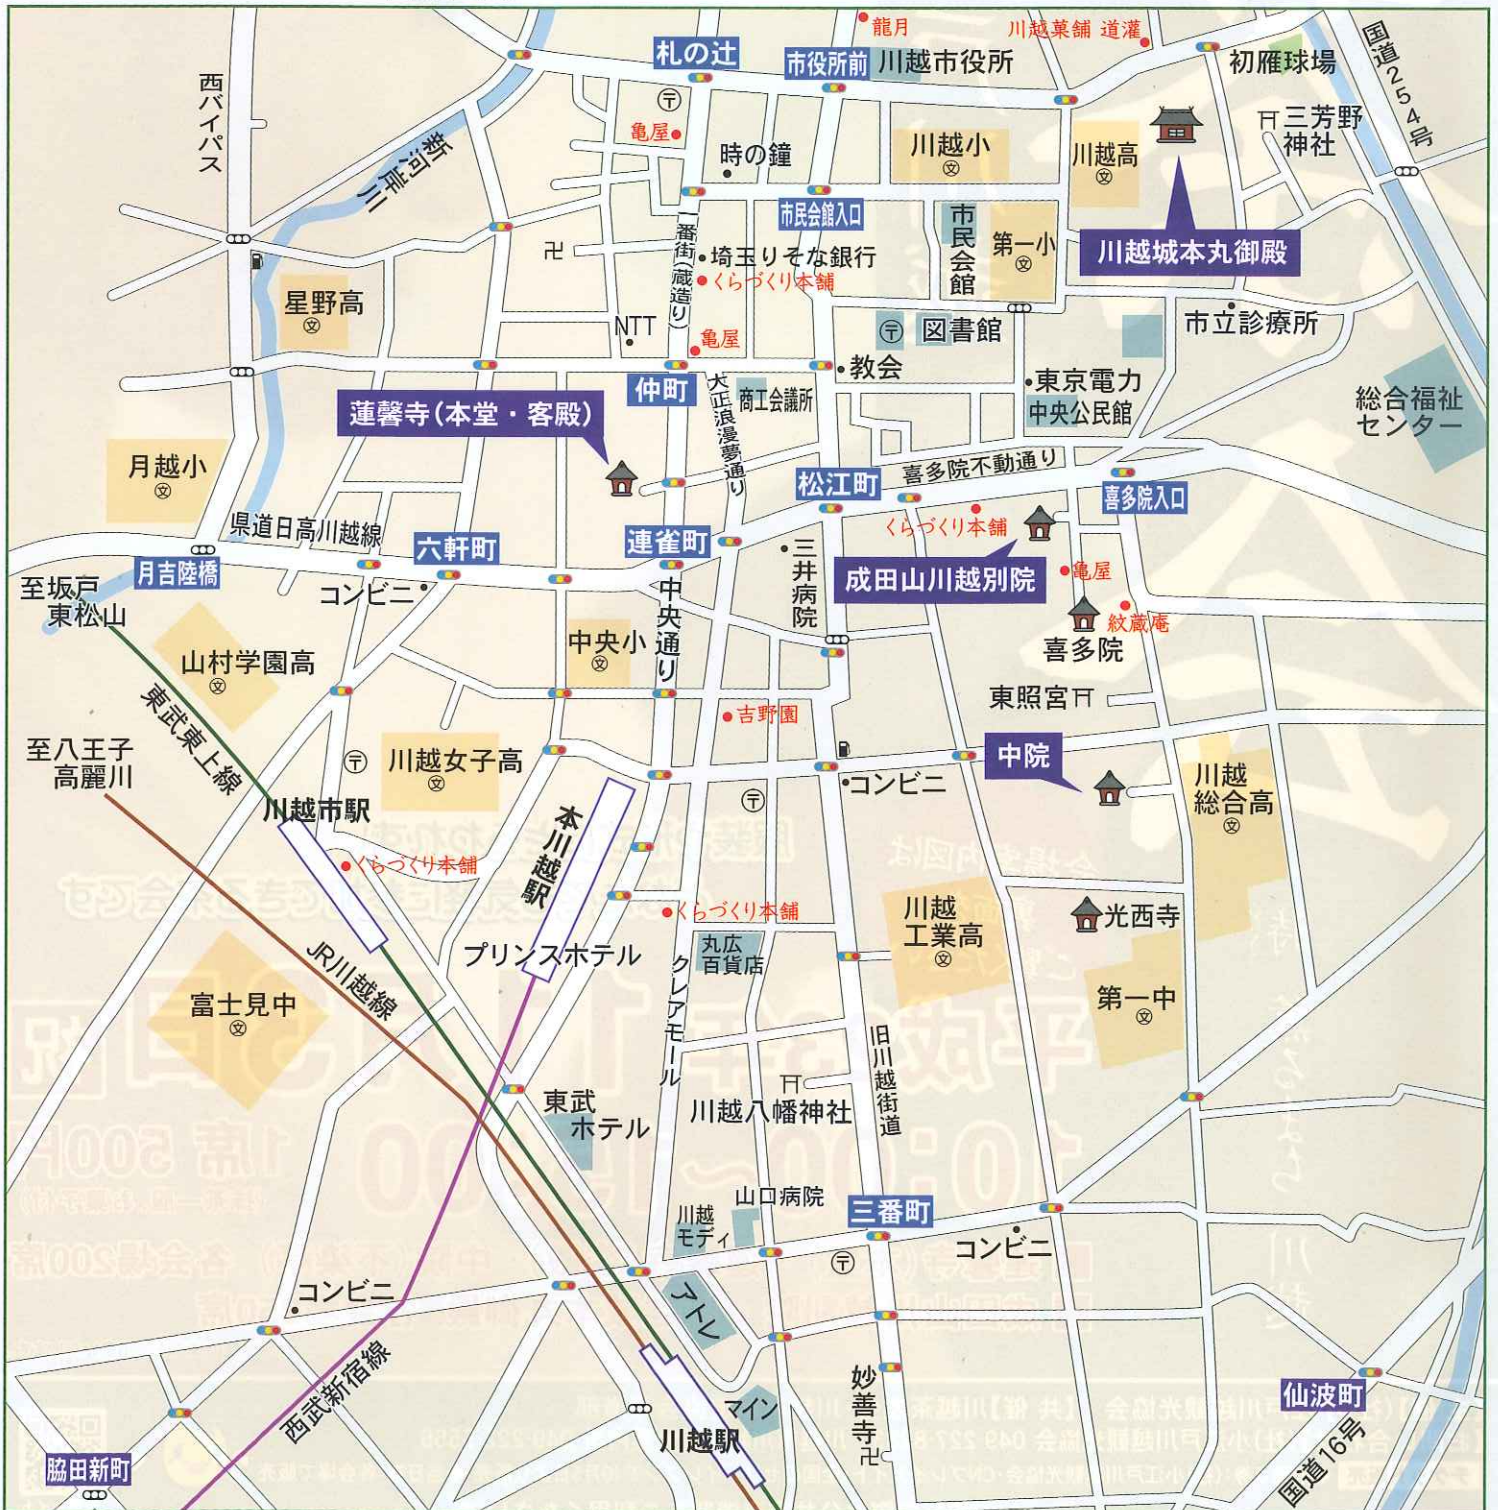 龍月
川越菓舗 道灌
国道254号
札の辻
市役所前
川越市役所
初雁球場
西バイパス
〒
亀屋
三芳野
神社
新河岸川
時の鐘
川越小
文
川越高
文
市民会館入口
市民会館
第一小
文
川越城本丸御殿
一番街(蔵造り)
卍
埼玉りそな銀行
くらづくり本舗
星野高
文
NTT
〒
図書館
市立診療所
亀屋
教会
仲町
大正浪漫夢通り
商工会議所
東京電力
中央公民館
総合福祉
センター
蓮馨寺(本堂・客殿)
月越小
文
松江町
喜多院不動通り
喜多院入口
県道日高川越線
くらづくり本舗
六軒町
連雀町
月吉陸橋
三井病院
成田山川越別院
亀屋
至坂戸
東松山
コンビニ
中央通り
紋蔵庵
喜多院
山村学園高
文
中央小
文
東照宮
東武東上線
吉野園
至八王子
高麗川
〒
川越女子高
文
中院
川越
総合高
文
コンビニ
〒
川越市駅
本川越駅
くらづくり本舗
くらづくり本舗
川越
工業高
文
光西寺
丸広
百貨店
プリンスホテル
JR川越線
クレアモール
富士見中
文
第一中
文
旧川越街道
東武
ホテル
川越八幡神社
山口病院
川越
モディ
三番町
コンビニ
〒
コンビニ
アトレ
西武新宿線
妙善寺
卍
マイン
川越駅
仙波町
国道16号
脇田新町